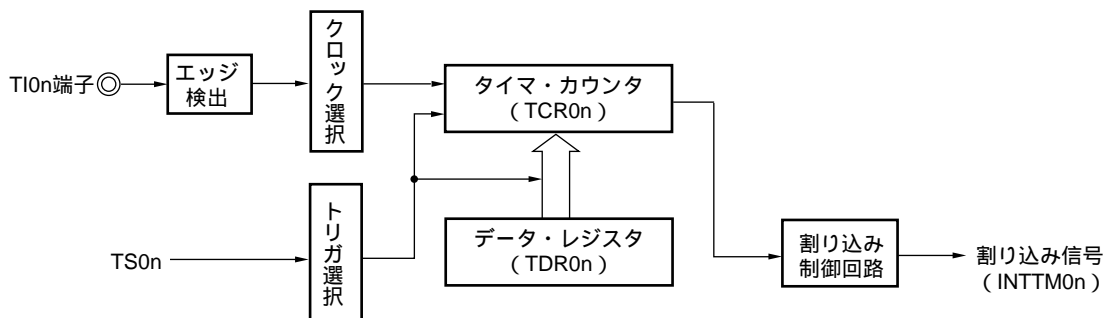 TI0n端子
エッジ
検出
クロック選択
タイマ・カウンタ
(TCR0n)
TS0n
トリガ選択
データ・レジスタ
(TDR0n)
割り込み
制御回路
割り込み信号
(INTTM0n)